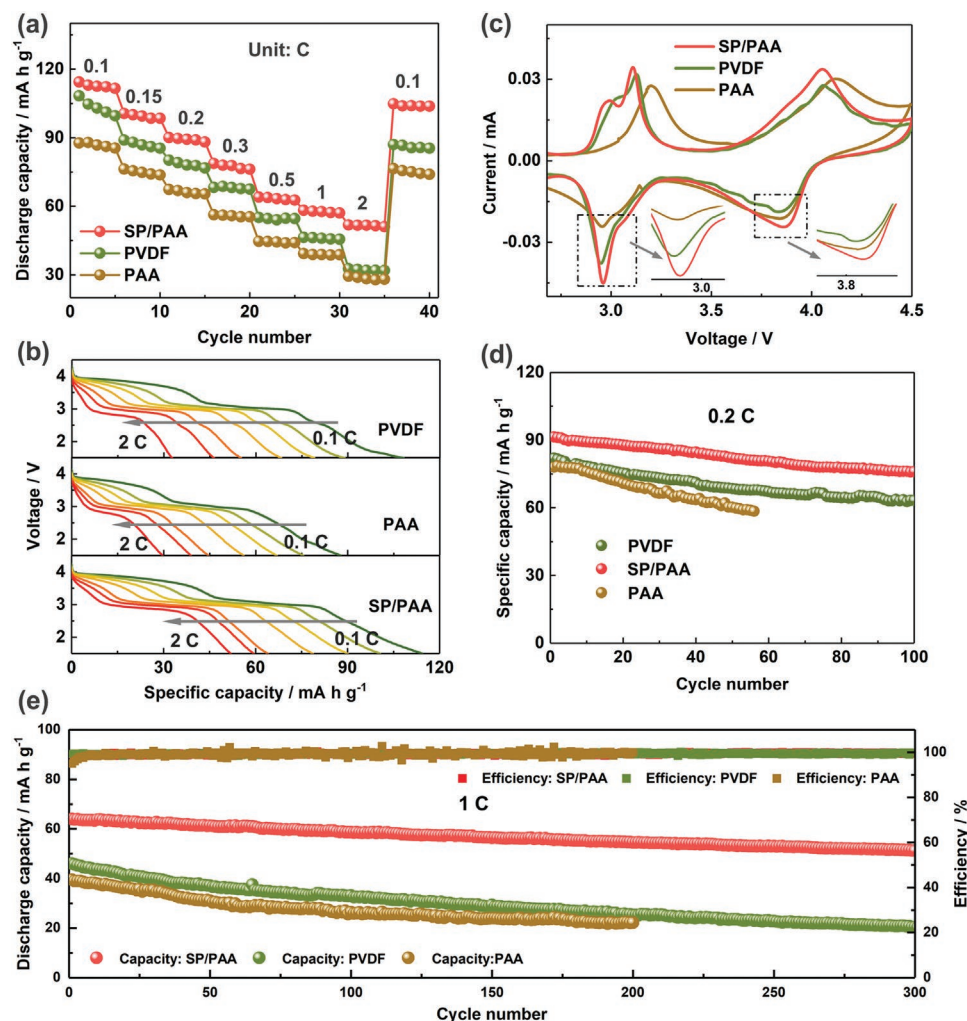 (a)
Discharge capacity / mA h g⁻¹
120
90
60
30
Unit: C
0.1
0.15
0.2
0.3
0.5
1
2
0.1
SP/PAA
PVDF
PAA
0
10
20
30
40
Cycle number
(b)
Voltage / V
4
3
2
2 C
0.1 C
PVDF
4
3
2
2 C
0.1 C
PAA
4
3
2
2 C
0.1 C
SP/PAA
0
30
60
90
120
Specific capacity / mA h g⁻¹
(c)
Current / mA
0.03
0.00
-0.03
SP/PAA
PVDF
PAA
3.0
3.8
3.0
3.5
4.0
4.5
Voltage / V
(d)
Specific capacity / mA h g⁻¹
120
90
60
30
0
0.2 C
PVDF
SP/PAA
PAA
0
20
40
60
80
100
Cycle number
(e)
Discharge capacity / mA h g⁻¹
100
80
60
40
20
0
Efficiency: SP/PAA
Efficiency: PVDF
Efficiency: PAA
1 C
Capacity: SP/PAA
Capacity: PVDF
Capacity:PAA
0
50
100
150
200
250
300
Cycle number
100
80
60
40
20
0
Efficiency / %